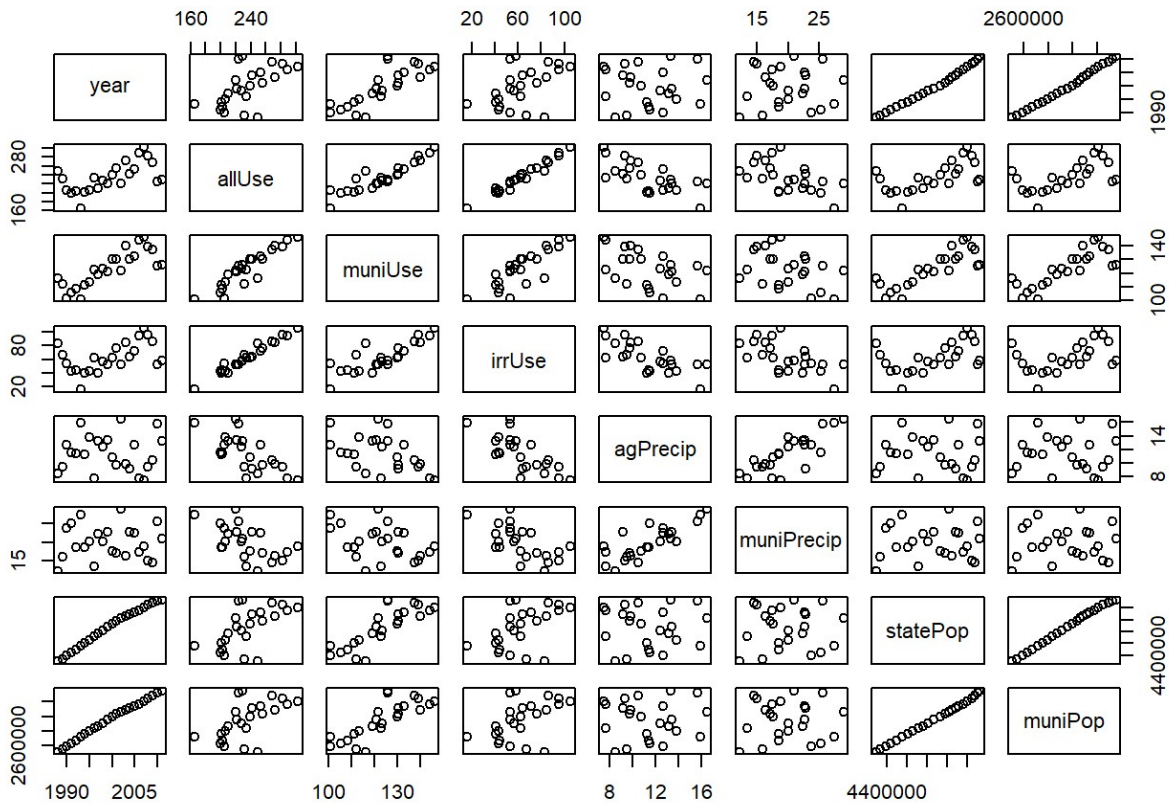 160 240 20 60 100 15 25 2600000
year 1990
280 160 allUse
muniUse 140 100
80 20 irrUse
agPrecip 14 8
15 muniPrecip
statePop 4400000
2600000 muniPop
1990 2005 100 130 8 12 16 4400000